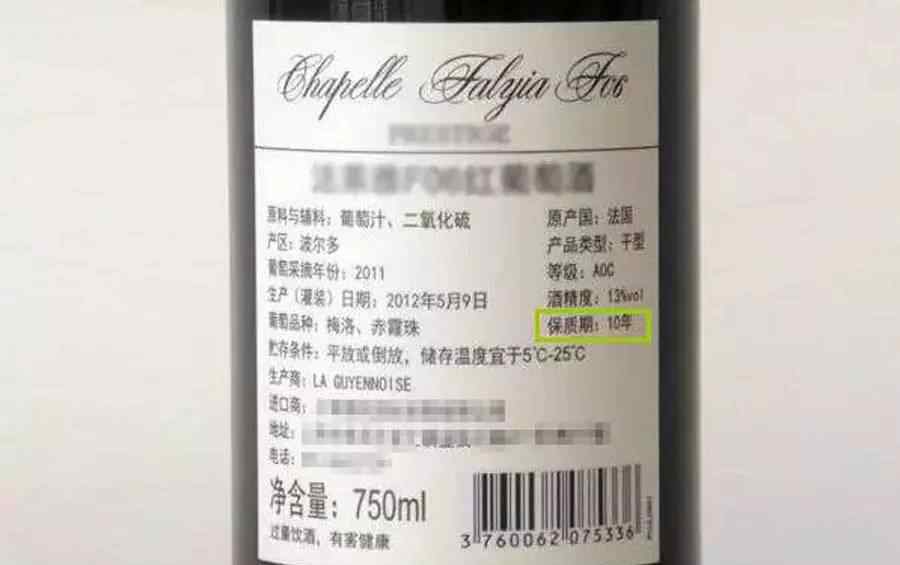 Chapelle Falyia F06
原料与辅料：葡萄汁、二氧化硫
原产国：法国
产区：波尔多
产品类型：干型
葡萄采摘年份：2011
等级：AOC
生产（灌装）日期：2012年5月9日
酒精度：13%vol
葡萄品种：梅洛、赤霞珠
保质期：10年
贮存条件：平放或倒放，储存温度宜于5℃-25℃
生产商：LA GUYENNOISE
进口商：
地址：
电话：
净含量：750ml
过量饮酒，有害健康
3 760062 075336